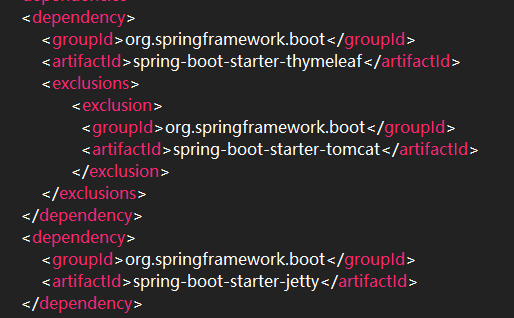 dependencies
<dependency>
<groupId>org.springframework.boot</groupId>
<artifactId>spring-boot-starter-thymeleaf</artifactId>
<exclusions>
<exclusion>
<groupId>org.springframework.boot</groupId>
<artifactId>spring-boot-starter-tomcat</artifactId>
</exclusion>
</exclusions>
</dependency>
<dependency>
<groupId>org.springframework.boot</groupId>
<artifactId>spring-boot-starter-jetty</artifactId>
</dependency>